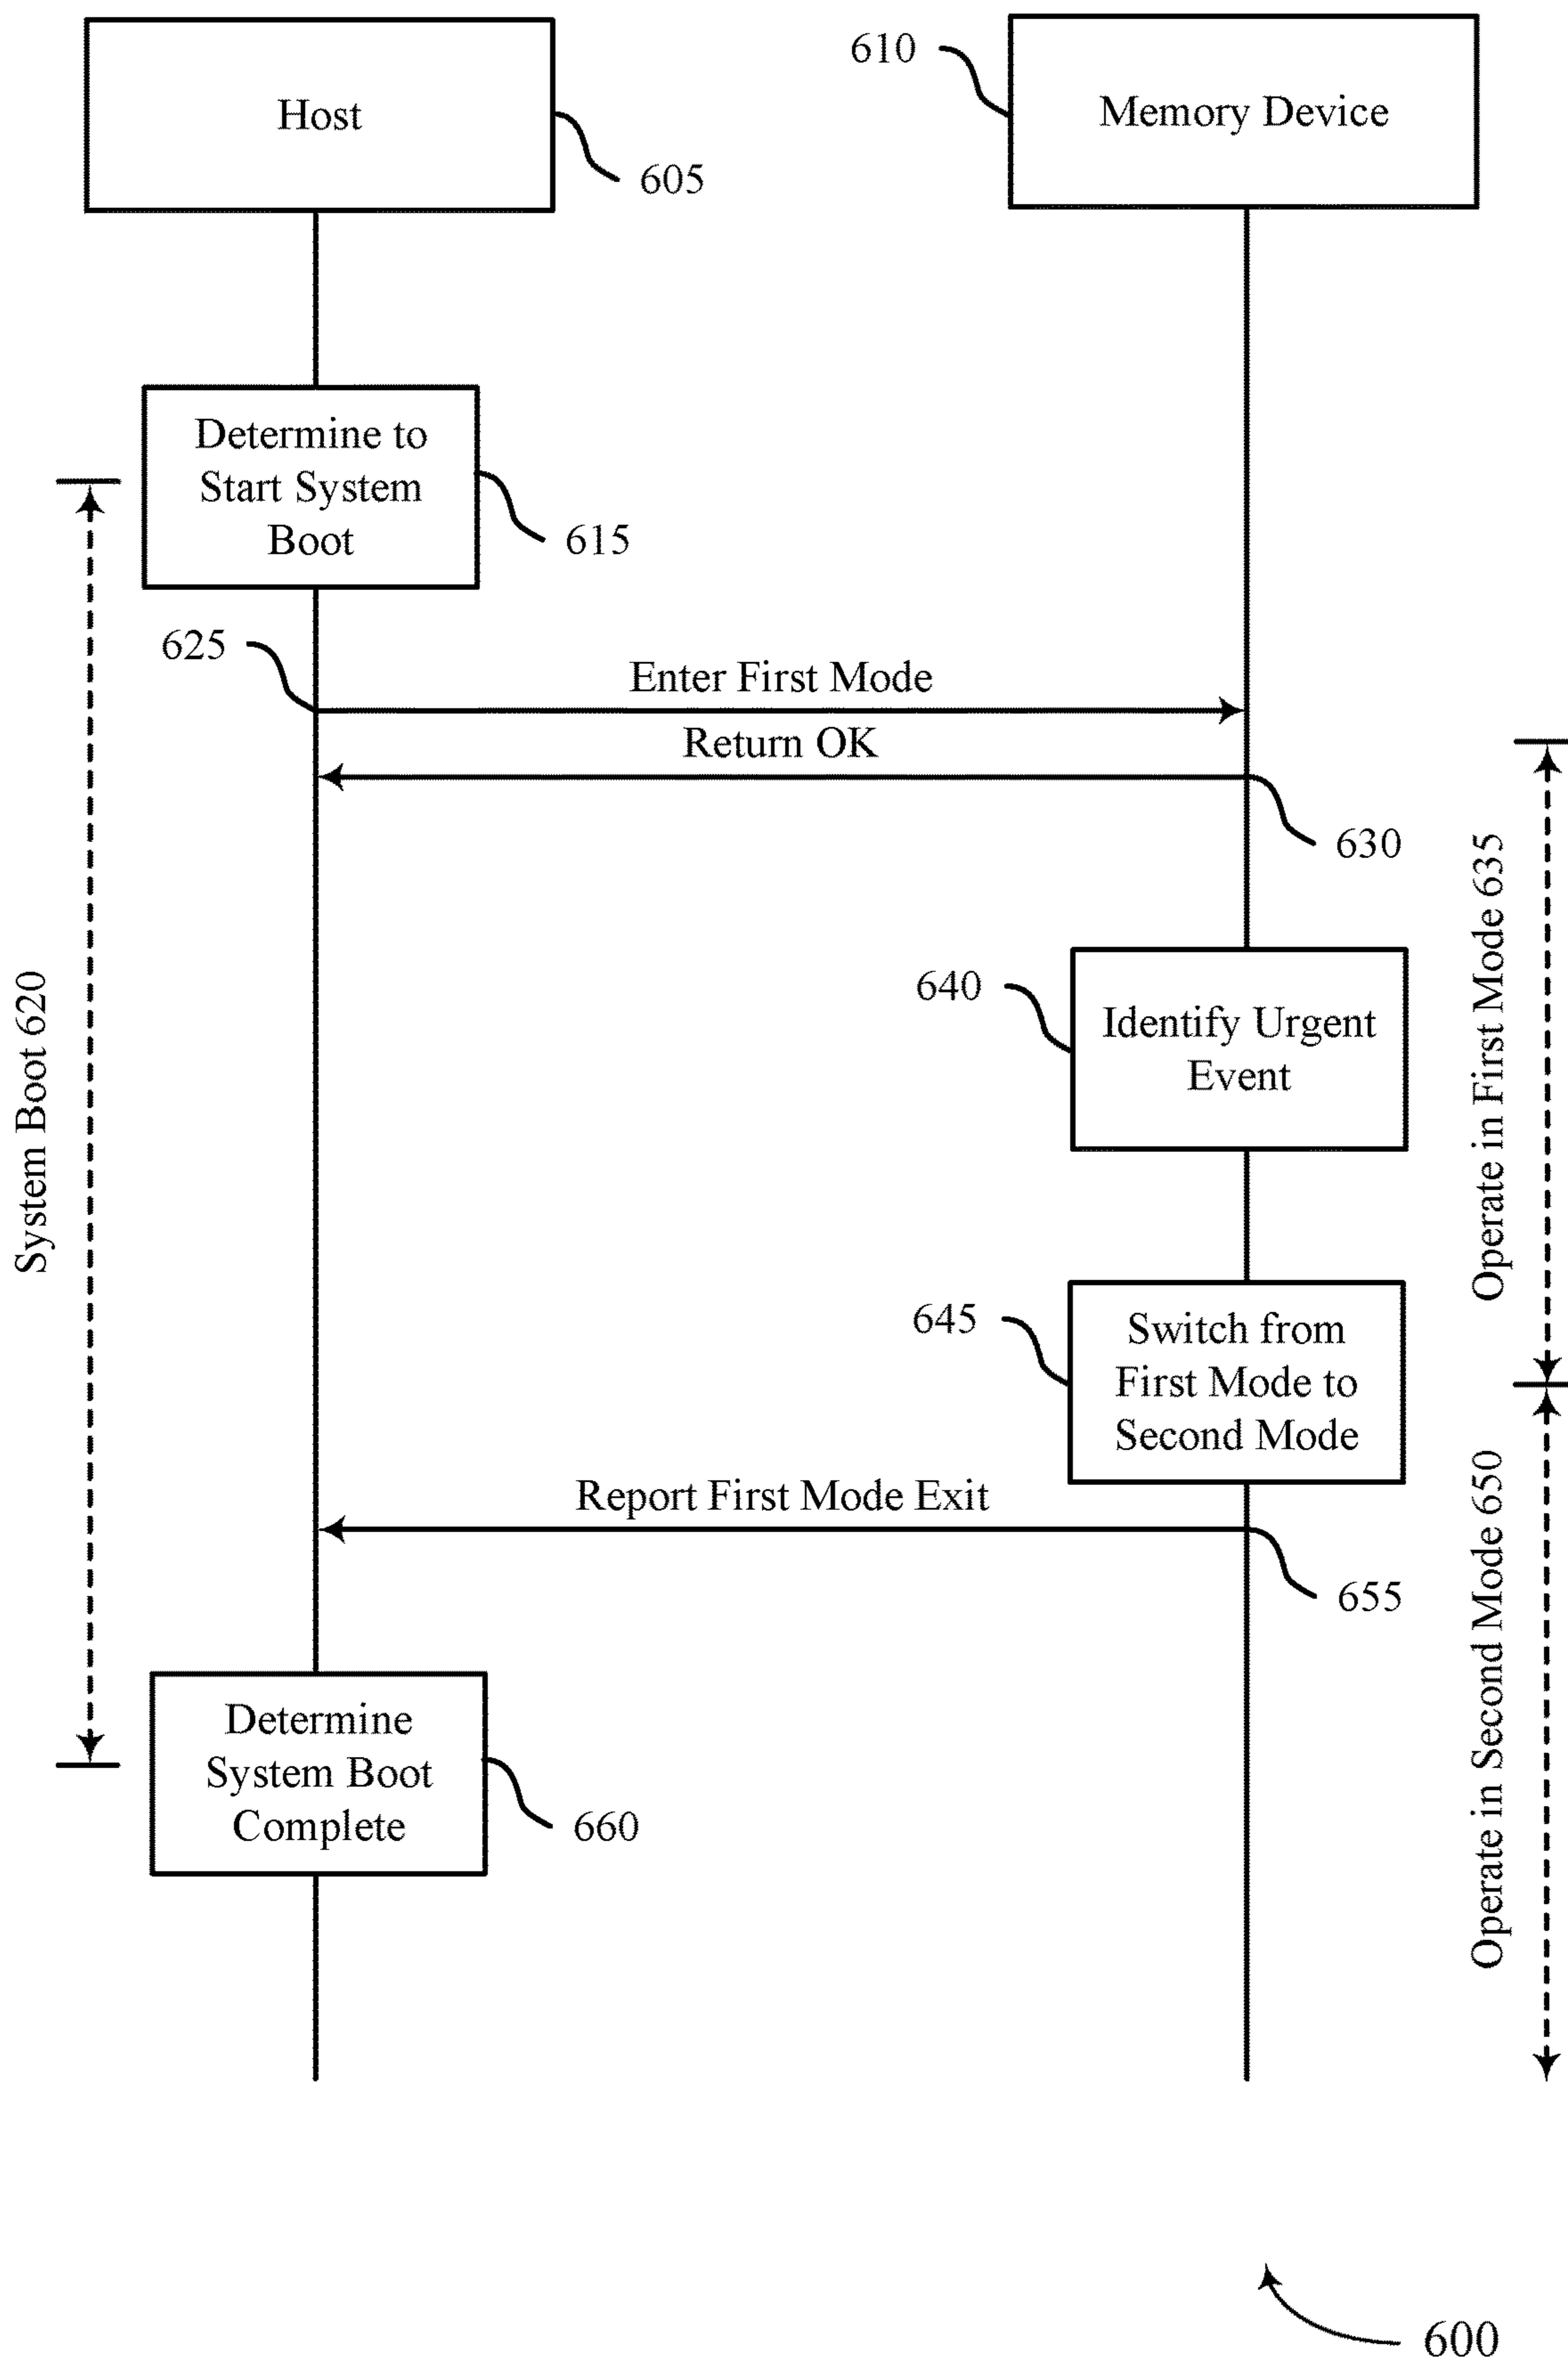 Host
605
610
Memory Device
Determine to
Start System
Boot
615
System Boot 620
625
Enter First Mode
Return OK
630
Operate in First Mode 635
640
Identify Urgent
Event
645
Switch from
First Mode to
Second Mode
Operate in Second Mode 650
Report First Mode Exit
655
Determine
System Boot
Complete
660
600